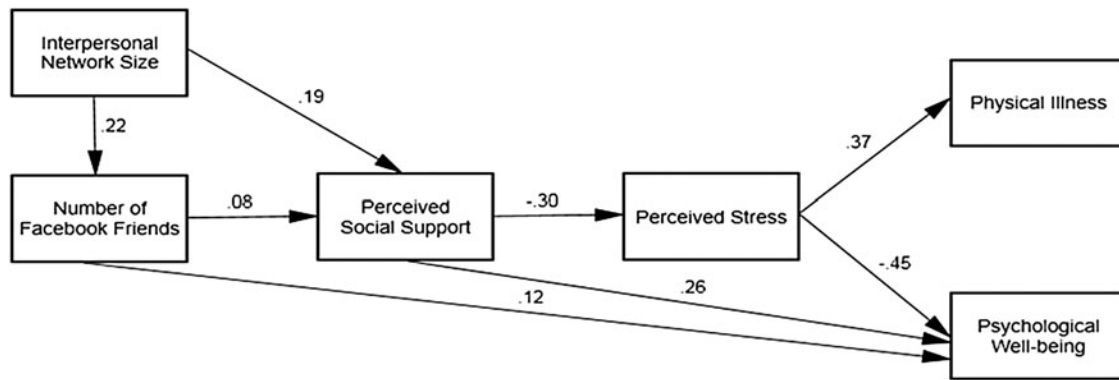 Interpersonal
Network Size
.22
.19
Number of
Facebook Friends
.08
Perceived
Social Support
-.30
Perceived Stress
.37
Physical Illness
-.45
.26
.12
Psychological
Well-being